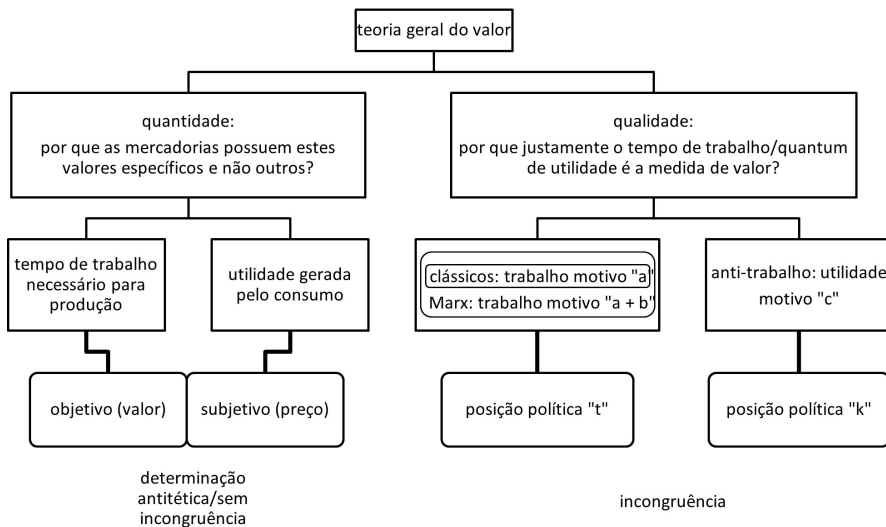 teoria geral do valor
quantidade:
por que as mercadorias possuem estes
valores específicos e não outros?
qualidade:
por que justamente o tempo de trabalho/quantum
de utilidade é a medida de valor?
tempo de trabalho
necessário para
produção
utilidade gerada
pelo consumo
clássicos: trabalho motivo "a"
Marx: trabalho motivo "a + b"
anti-trabalho: utilidade
motivo "c"
objetivo (valor)
subjetivo (preço)
posição política "t"
posição política "k"
determinação
antitética/sem
incongruência
incongruência